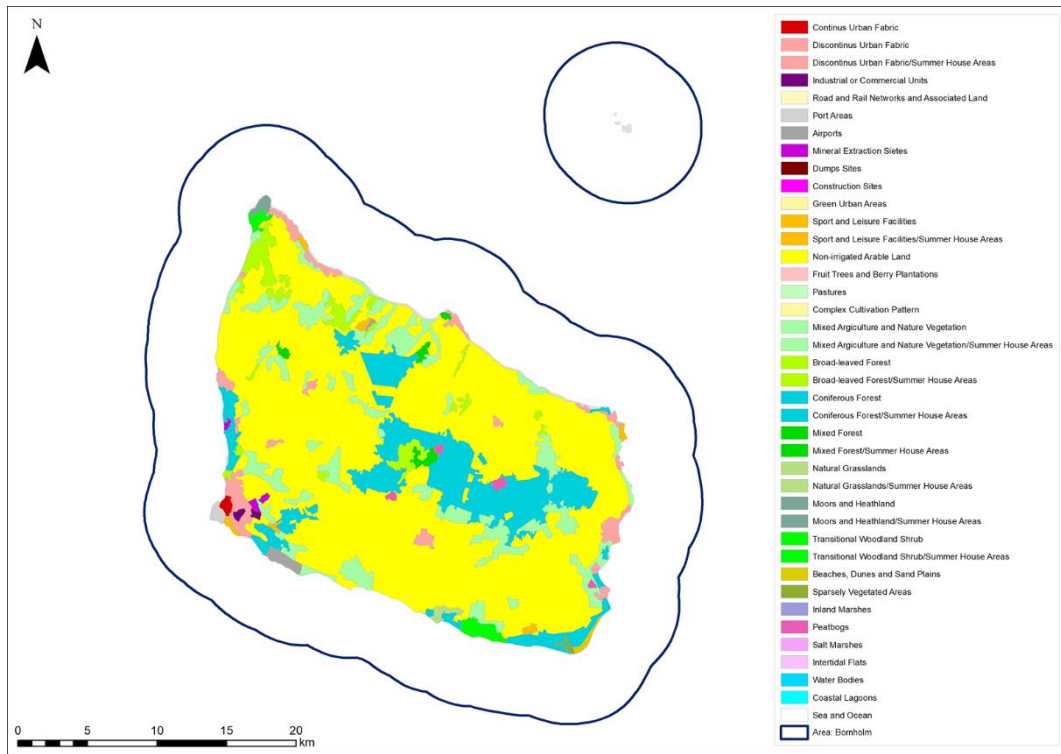 N
Continus Urban Fabric
Discontinus Urban Fabric
Discontinus Urban Fabric/Summer House Areas
Industrial or Commercial Units
Road and Rail Networks and Associated Land
Port Areas
Airports
Mineral Extraction Sietes
Dumps Sites
Construction Sites
Green Urban Areas
Sport and Leisure Facilities
Sport and Leisure Facilities/Summer House Areas
Non-irrigated Arable Land
Fruit Trees and Berry Plantations
Pastures
Complex Cultivation Pattern
Mixed Argiculture and Nature Vegetation
Mixed Argiculture and Nature Vegetation/Summer House Areas
Broad-leaved Forest
Broad-leaved Forest/Summer House Areas
Coniferous Forest
Coniferous Forest/Summer House Areas
Mixed Forest
Mixed Forest/Summer House Areas
Natural Grasslands
Natural Grasslands/Summer House Areas
Moors and Heathland
Moors and Heathland/Summer House Areas
Transitional Woodland Shrub
Transitional Woodland Shrub/Summer House Areas
Beaches, Dunes and Sand Plains
Sparsely Vegetated Areas
Inland Marshes
Peatbogs
Salt Marshes
Intertidal Flats
Water Bodies
Coastal Lagoons
Sea and Ocean
Area: Bornholm
0 5 10 15 20
km